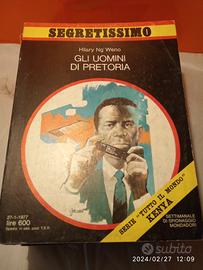 SEGRETISSIMO
Hilary Ng'Weno
GLI UOMINI
DI PRETORIA
27-1-1977
lire 600
SERIE "TUTTO IL MONDO"
KENYA
SETTIMANALE
DI SPIONAGGIO
MONDADORI
subito
2024/02/27 12:09